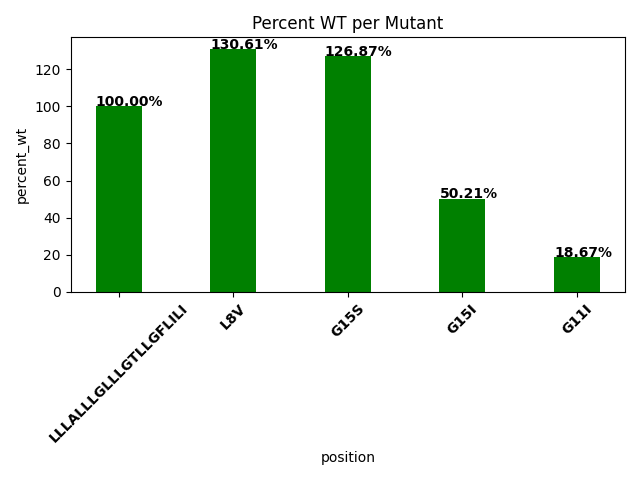 Percent WT per Mutant
percent_wt
120
100
80
60
40
20
0
100.00%
130.61%
126.87%
50.21%
18.67%
LLLALLLGLLLGTLLGFLILI
L8V
G15S
G15I
G11I
position